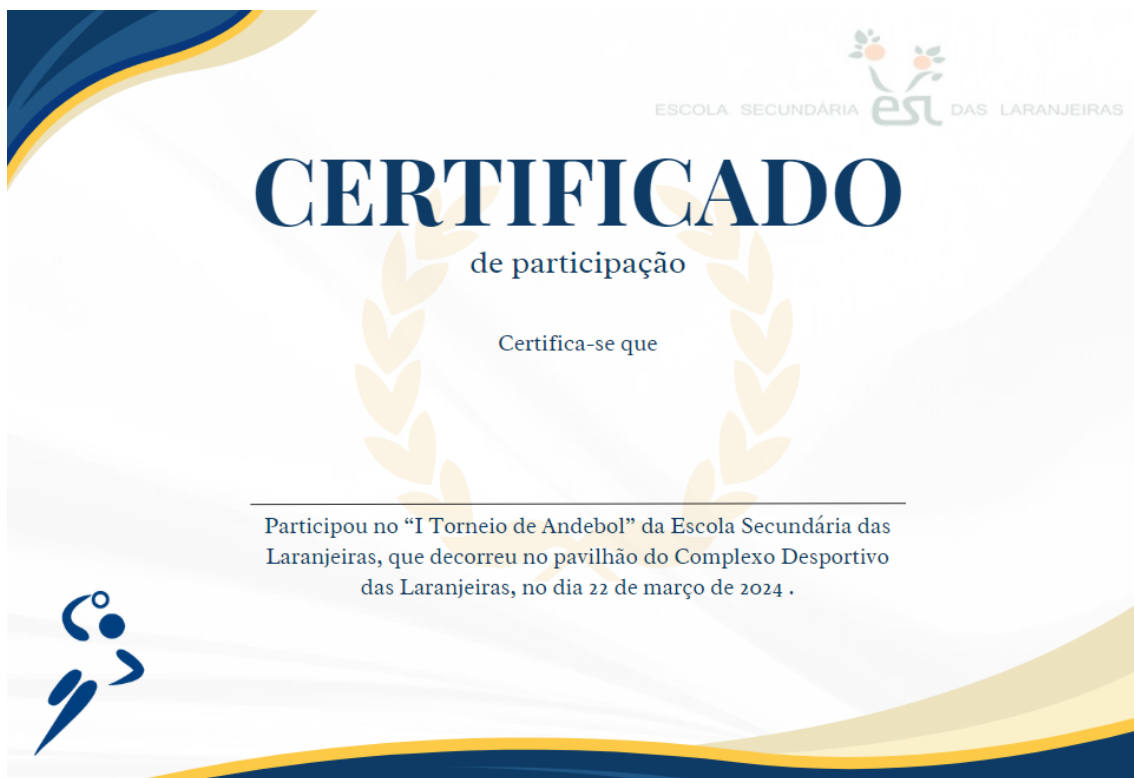 ESCOLA SECUNDÁRIA esl DAS LARANJEIRAS
CERTIFICADO
de participação
Certifica-se que
Participou no “I Torneio de Andebol” da Escola Secundária das
Laranjeiras, que decorreu no pavilhão do Complexo Desportivo
das Laranjeiras, no dia 22 de março de 2024 .